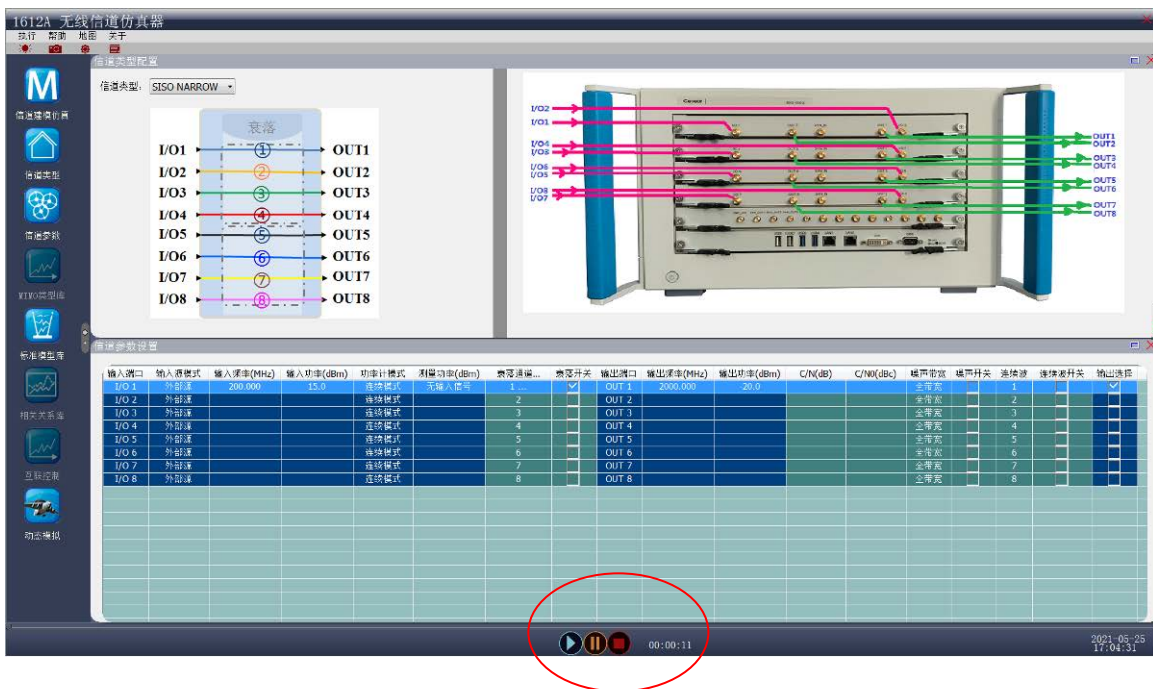 1612A 无线信道仿真器
执行 帮助 地图 关于
信道类型配置
信道建模仿真
信道类型
信道参数
标准模型库
相关关系库
互联控制
动态模拟
信道类型: SISO NARROW
衰落
I/O1 ① OUT1
I/O2 ② OUT2
I/O3 ③ OUT3
I/O4 ④ OUT4
I/O5 ⑤ OUT5
I/O6 ⑥ OUT6
I/O7 ⑦ OUT7
I/O8 ⑧ OUT8
I/O2
I/O1
I/O4
I/O3
I/O6
I/O5
I/O8
I/O7
OUT1
OUT2
OUT3
OUT4
OUT5
OUT6
OUT7
OUT8
信道参数设置
输入端口 输入源模式 输入频率(MHz) 输入功率(dBm) 功率计模式 测量功率(dBm) 衰落通道... 衰落开关 输出端口 输出频率(MHz) 输出功率(dBm) C/N(dB) C/N0(dBc) 噪声带宽 噪声开关 连续波 连续波开关 输出选择
I/O 1 外部源 200.000 15.0 连续模式 无输入信号 1 ... OUT 1 2000.000 -20.0 全带宽 1
I/O 2 外部源 连续模式 2 OUT 2 全带宽 2
I/O 3 外部源 连续模式 3 OUT 3 全带宽 3
I/O 4 外部源 连续模式 4 OUT 4 全带宽 4
I/O 5 外部源 连续模式 5 OUT 5 全带宽 5
I/O 6 外部源 连续模式 6 OUT 6 全带宽 6
I/O 7 外部源 连续模式 7 OUT 7 全带宽 7
I/O 8 外部源 连续模式 8 OUT 8 全带宽 8
00:00:11
2021-05-25
17:04:31